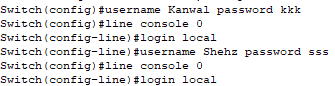 Switch(config)#username Kanwal password kkk
Switch(config)#line console 0
Switch(config-line)#login local
Switch(config-line)#username Shehz password sss
Switch(config)#line console 0
Switch(config-line)#login local